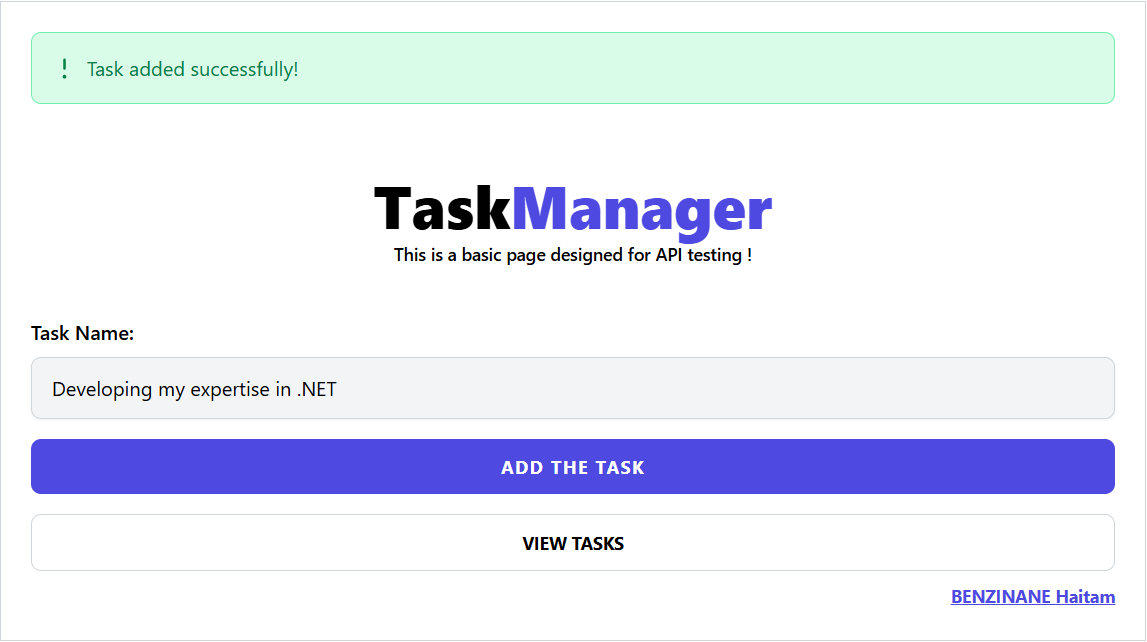 ! Task added successfully!
TaskManager
This is a basic page designed for API testing !
Task Name:
Developing my expertise in .NET
ADD THE TASK
VIEW TASKS
BENZINANE Haitam